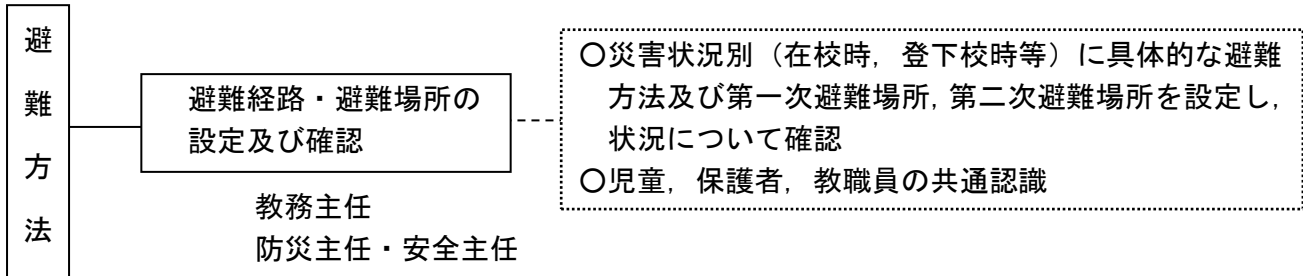 避難方法
避難経路・避難場所の
設定及び確認
教務主任
防災主任・安全主任
○災害状況別（在校時，登下校時等）に具体的な避難
方法及び第一次避難場所，第二次避難場所を設定し，
状況について確認
○児童，保護者，教職員の共通認識